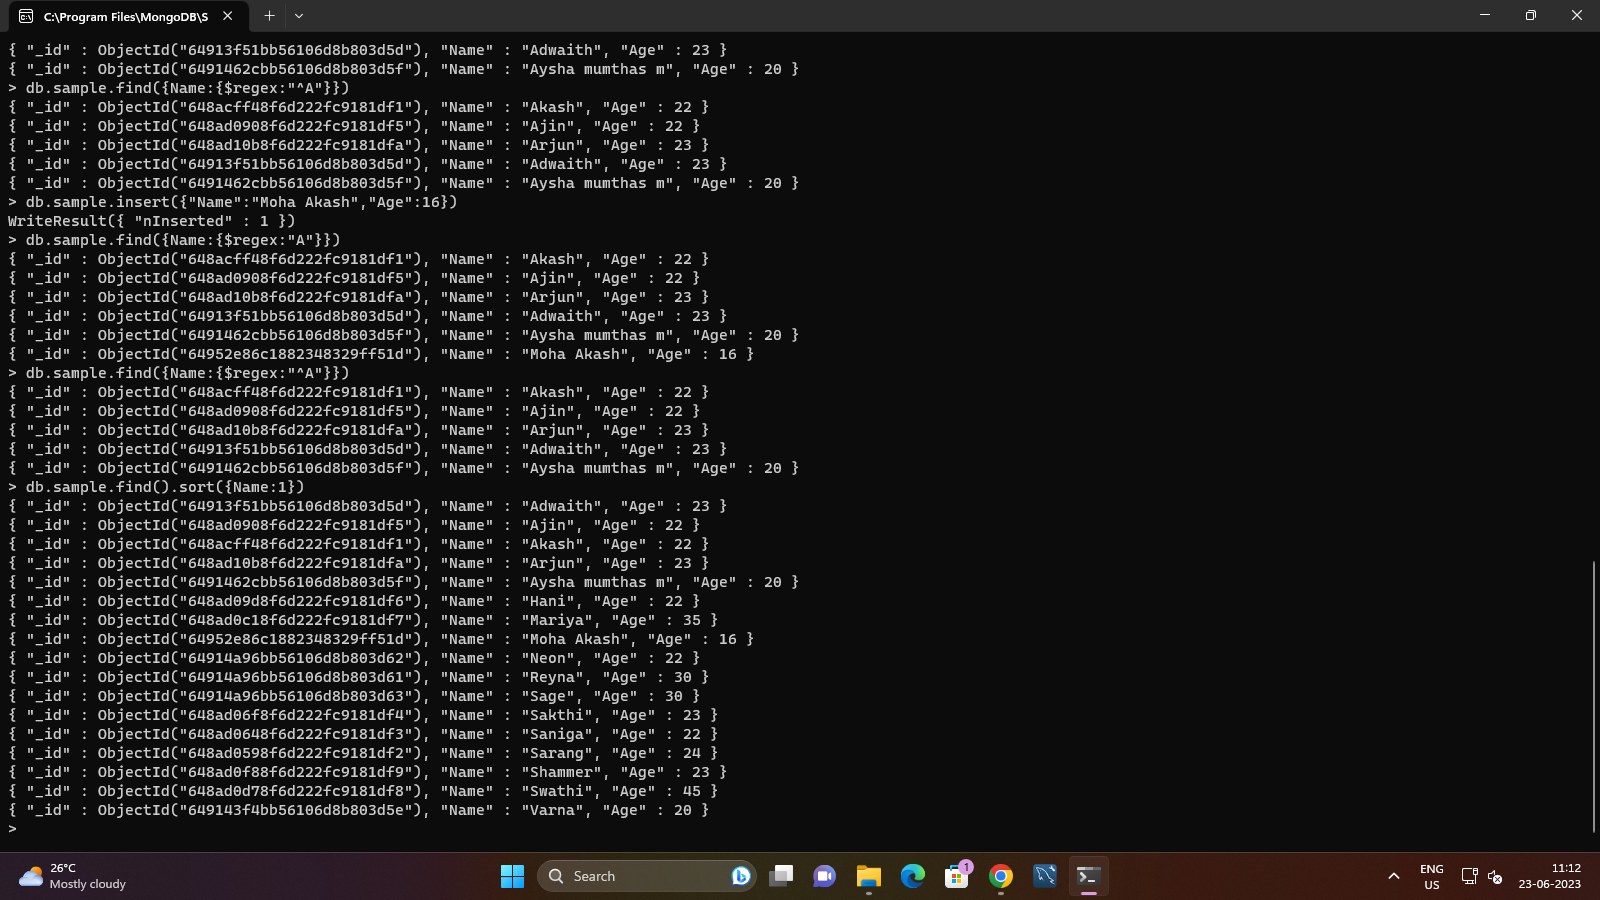 C:\Program Files\MongoDB\S
{ "_id" : ObjectId("64913f51bb56106d8b803d5d"), "Name" : "Adwaith", "Age" : 23 }
{ "_id" : ObjectId("6491462cbb56106d8b803d5f"), "Name" : "Aysha mumthas m", "Age" : 20 }
> db.sample.find({Name:{$regex:"^A"}})
{ "_id" : ObjectId("648acff48f6d222fc9181df1"), "Name" : "Akash", "Age" : 22 }
{ "_id" : ObjectId("648ad0908f6d222fc9181df5"), "Name" : "Ajin", "Age" : 22 }
{ "_id" : ObjectId("648ad10b8f6d222fc9181dfa"), "Name" : "Arjun", "Age" : 23 }
{ "_id" : ObjectId("64913f51bb56106d8b803d5d"), "Name" : "Adwaith", "Age" : 23 }
{ "_id" : ObjectId("6491462cbb56106d8b803d5f"), "Name" : "Aysha mumthas m", "Age" : 20 }
> db.sample.insert({"Name":"Moha Akash","Age":16})
WriteResult({ "nInserted" : 1 })
> db.sample.find({Name:{$regex:"A"}})
{ "_id" : ObjectId("648acff48f6d222fc9181df1"), "Name" : "Akash", "Age" : 22 }
{ "_id" : ObjectId("648ad0908f6d222fc9181df5"), "Name" : "Ajin", "Age" : 22 }
{ "_id" : ObjectId("648ad10b8f6d222fc9181dfa"), "Name" : "Arjun", "Age" : 23 }
{ "_id" : ObjectId("64913f51bb56106d8b803d5d"), "Name" : "Adwaith", "Age" : 23 }
{ "_id" : ObjectId("6491462cbb56106d8b803d5f"), "Name" : "Aysha mumthas m", "Age" : 20 }
{ "_id" : ObjectId("64952e86c1882348329ff51d"), "Name" : "Moha Akash", "Age" : 16 }
> db.sample.find({Name:{$regex:"^A"}})
{ "_id" : ObjectId("648acff48f6d222fc9181df1"), "Name" : "Akash", "Age" : 22 }
{ "_id" : ObjectId("648ad0908f6d222fc9181df5"), "Name" : "Ajin", "Age" : 22 }
{ "_id" : ObjectId("648ad10b8f6d222fc9181dfa"), "Name" : "Arjun", "Age" : 23 }
{ "_id" : ObjectId("64913f51bb56106d8b803d5d"), "Name" : "Adwaith", "Age" : 23 }
{ "_id" : ObjectId("6491462cbb56106d8b803d5f"), "Name" : "Aysha mumthas m", "Age" : 20 }
> db.sample.find().sort({Name:1})
{ "_id" : ObjectId("64913f51bb56106d8b803d5d"), "Name" : "Adwaith", "Age" : 23 }
{ "_id" : ObjectId("648ad0908f6d222fc9181df5"), "Name" : "Ajin", "Age" : 22 }
{ "_id" : ObjectId("648acff48f6d222fc9181df1"), "Name" : "Akash", "Age" : 22 }
{ "_id" : ObjectId("648ad10b8f6d222fc9181dfa"), "Name" : "Arjun", "Age" : 23 }
{ "_id" : ObjectId("6491462cbb56106d8b803d5f"), "Name" : "Aysha mumthas m", "Age" : 20 }
{ "_id" : ObjectId("648ad09d8f6d222fc9181df6"), "Name" : "Hani", "Age" : 22 }
{ "_id" : ObjectId("648ad0c18f6d222fc9181df7"), "Name" : "Mariya", "Age" : 35 }
{ "_id" : ObjectId("64952e86c1882348329ff51d"), "Name" : "Moha Akash", "Age" : 16 }
{ "_id" : ObjectId("64914a96bb56106d8b803d62"), "Name" : "Neon", "Age" : 22 }
{ "_id" : ObjectId("64914a96bb56106d8b803d61"), "Name" : "Reyna", "Age" : 30 }
{ "_id" : ObjectId("64914a96bb56106d8b803d63"), "Name" : "Sage", "Age" : 30 }
{ "_id" : ObjectId("648ad06f8f6d222fc9181df4"), "Name" : "Sakthi", "Age" : 23 }
{ "_id" : ObjectId("648ad0648f6d222fc9181df3"), "Name" : "Saniga", "Age" : 22 }
{ "_id" : ObjectId("648ad0598f6d222fc9181df2"), "Name" : "Sarang", "Age" : 24 }
{ "_id" : ObjectId("648ad0f88f6d222fc9181df9"), "Name" : "Shammer", "Age" : 23 }
{ "_id" : ObjectId("648ad0d78f6d222fc9181df8"), "Name" : "Swathi", "Age" : 45 }
{ "_id" : ObjectId("649143f4bb56106d8b803d5e"), "Name" : "Varna", "Age" : 20 }
>
26°C
Mostly cloudy
Search
1
ENG
US
11:12
23-06-2023